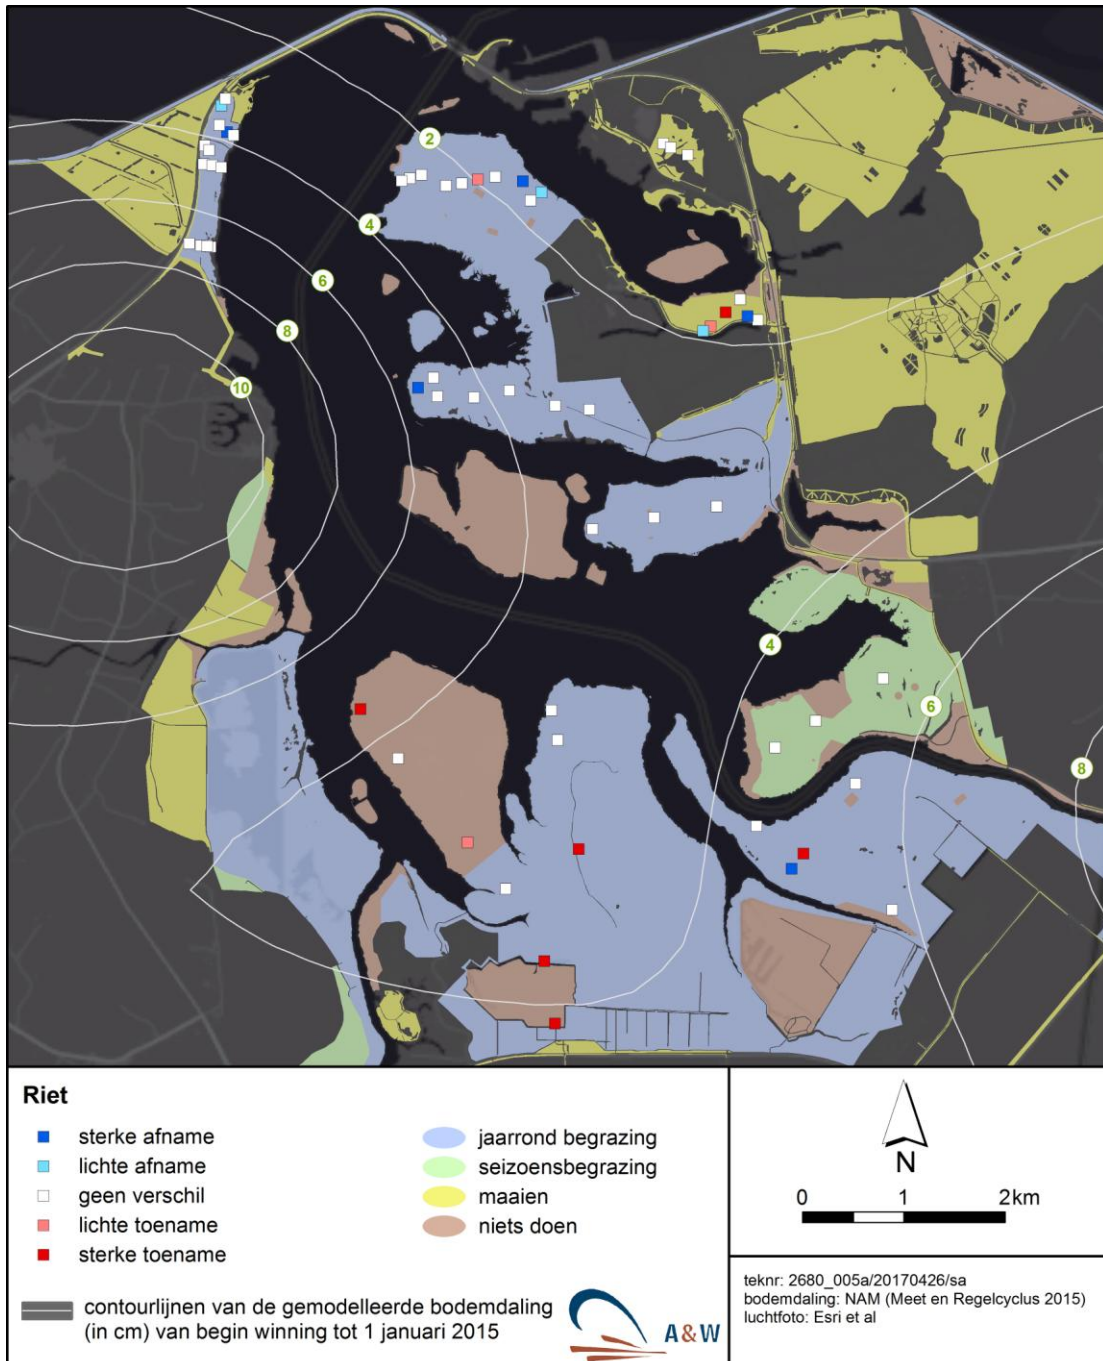 2
4
6
8
10
4
6
8
Riet
sterke afname
lichte afname
geen verschil
lichte toename
sterke toename
jaarrond begrazing
seizoensbegrazing
maaien
niets doen
contourlijnen van de gemodelleerde bodemdaling
(in cm) van begin winning tot 1 januari 2015
A&W
N
0 1 2km
teknr: 2680_005a/20170426/sa
bodemdaling: NAM (Meet en Regelcyclus 2015)
luchtfoto: Esri et al